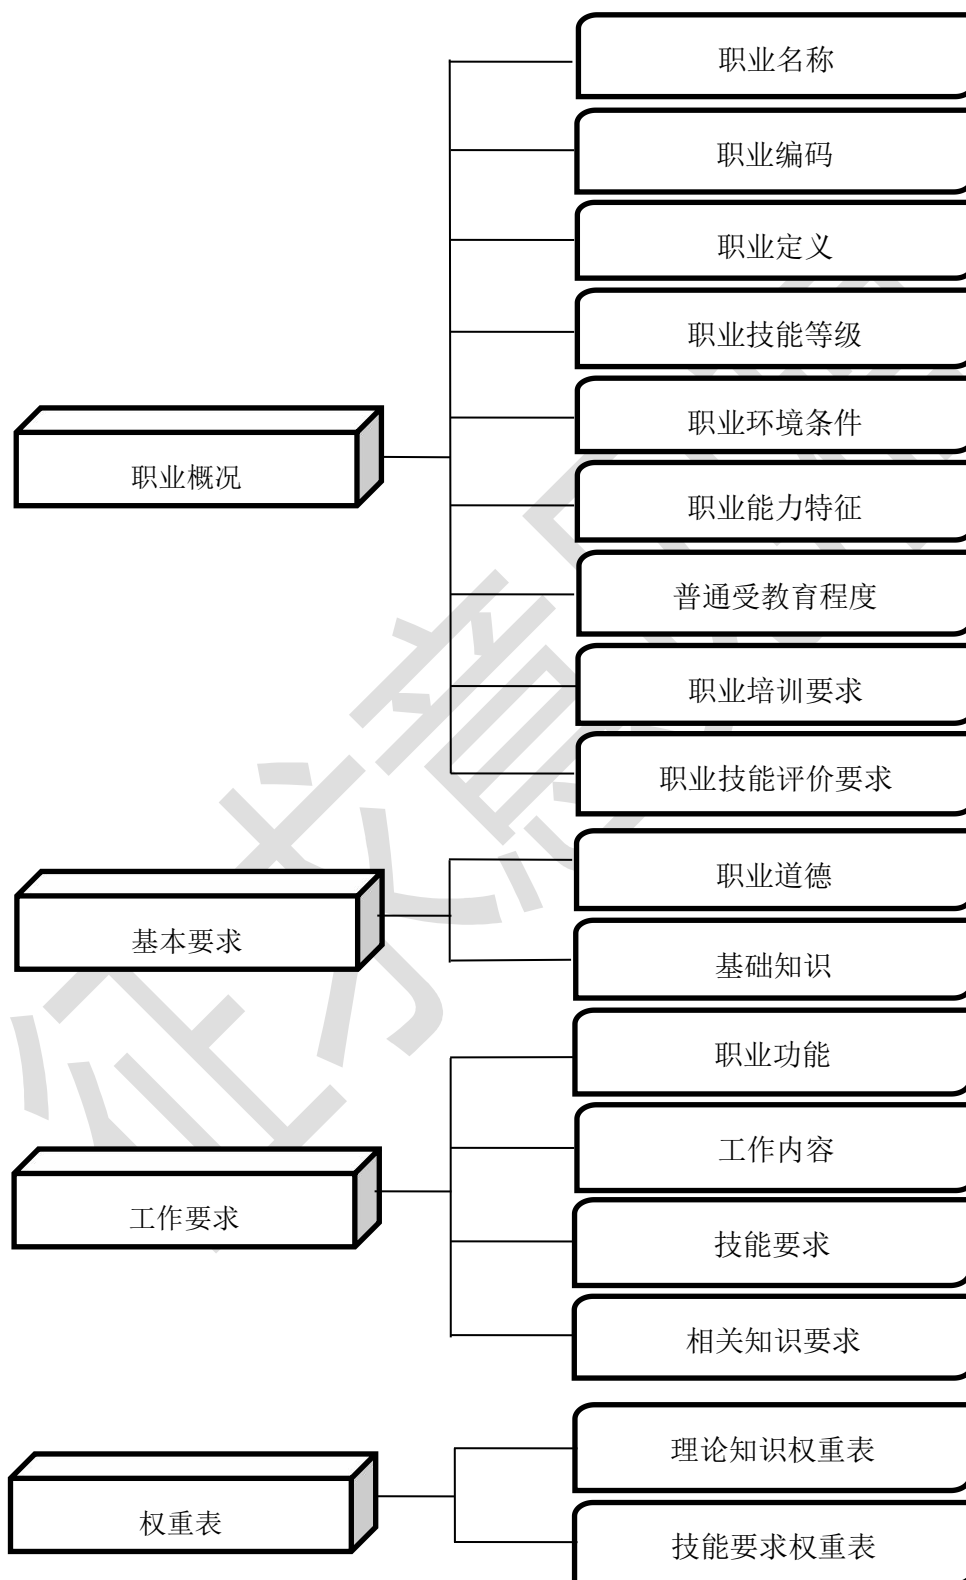 职业名称
职业编码
职业定义
职业技能等级
职业环境条件
职业概况
职业能力特征
普通受教育程度
职业培训要求
职业技能评价要求
职业道德
基本要求
基础知识
职业功能
工作内容
工作要求
技能要求
相关知识要求
理论知识权重表
权重表
技能要求权重表
征求意见